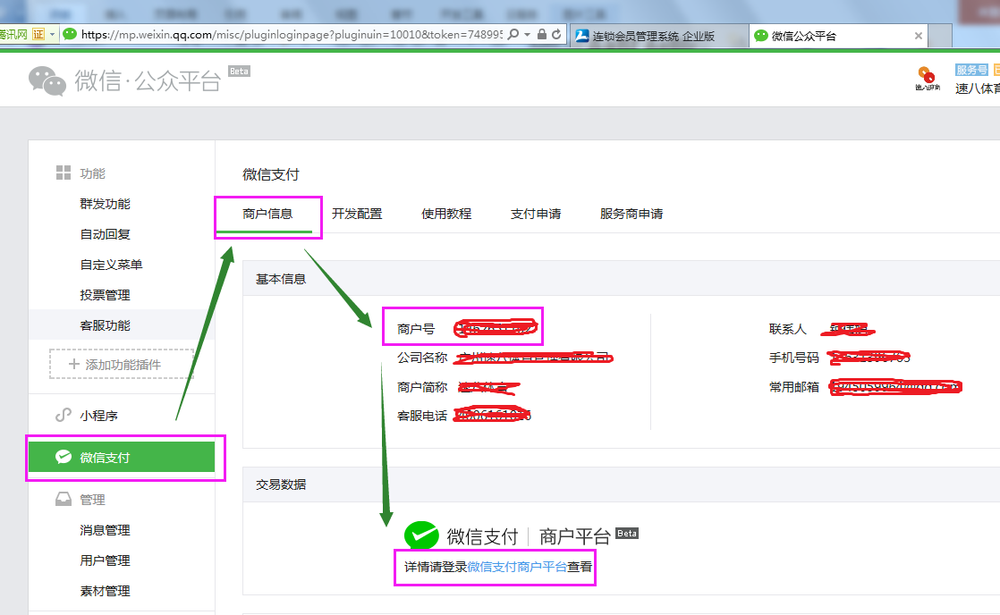 腾讯网 证 https://mp.weixin.qq.com/misc/pluginloginpage?pluginuin=10010&token=74899 连锁会员管理系统 企业版 微信公众平台
微信·公众平台 Beta
服务号
速八体育
功能
群发功能
自动回复
自定义菜单
投票管理
客服功能
添加功能插件
小程序
微信支付
管理
消息管理
用户管理
素材管理
微信支付
商户信息 开发配置 使用教程 支付申请 服务商申请
基本信息
商户号
公司名称
商户简称
客服电话
联系人
手机号码
常用邮箱
交易数据
微信支付 商户平台 Beta
详情请登录微信支付商户平台查看